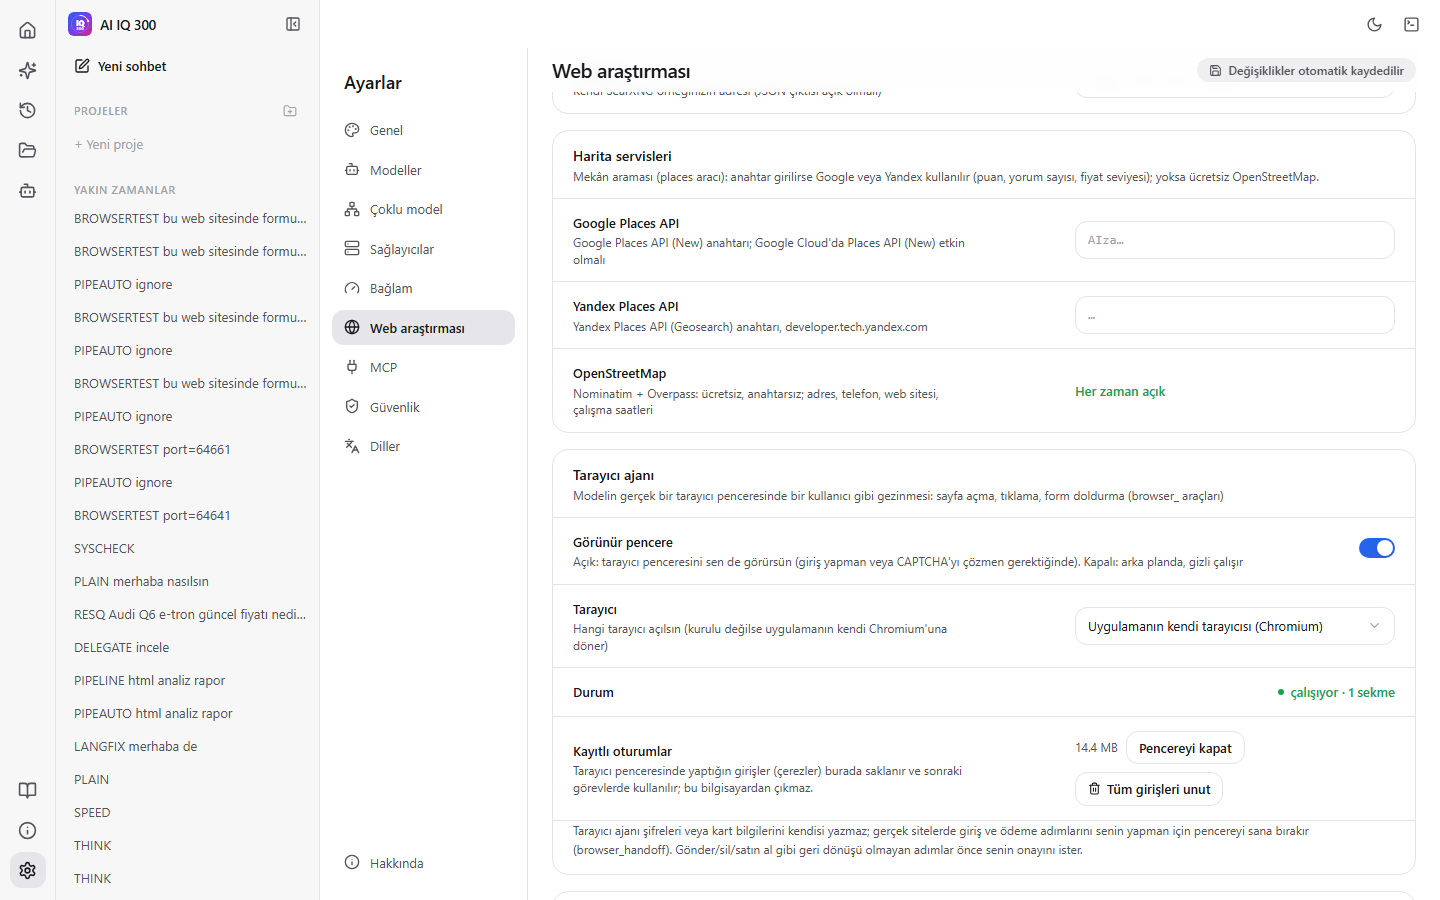 AI IQ 300
Yeni sohbet
PROJELER
+ Yeni proje
YAKIN ZAMANLAR
BROWSERTEST bu web sitesinde formu...
BROWSERTEST bu web sitesinde formu...
PIPEAUTO ignore
BROWSERTEST bu web sitesinde formu...
PIPEAUTO ignore
BROWSERTEST bu web sitesinde formu...
PIPEAUTO ignore
BROWSERTEST port=64661
PIPEAUTO ignore
BROWSERTEST port=64641
SYSCHECK
PLAIN merhaba nasılsın
RESQ Audi Q6 e-tron güncel fiyatı nedi...
DELEGATE incele
PIPELINE html analiz rapor
PIPEAUTO html analiz rapor
LANGFIX merhaba de
PLAIN
SPEED
THINK
THINK
Ayarlar
Genel
Modeller
Çoklu model
Sağlayıcılar
Bağlam
Web araştırması
MCP
Güvenlik
Diller
Hakkında
Web araştırması
Değişiklikler otomatik kaydedilir
Kendi SearXNG örneğinizin adresi (JSON çıktısı açık olmalı)
Harita servisleri
Mekân araması (places aracı): anahtar girilirse Google veya Yandex kullanılır (puan, yorum sayısı, fiyat seviyesi); yoksa ücretsiz OpenStreetMap.
Google Places API
Google Places API (New) anahtarı; Google Cloud'da Places API (New) etkin
olmalı
AIza…
Yandex Places API
Yandex Places API (Geosearch) anahtarı, developer.tech.yandex.com
…
OpenStreetMap
Nominatim + Overpass: ücretsiz, anahtarsız; adres, telefon, web sitesi,
çalışma saatleri
Her zaman açık
Tarayıcı ajanı
Modelin gerçek bir tarayıcı penceresinde bir kullanıcı gibi gezinmesi: sayfa açma, tıklama, form doldurma (browser_ araçları)
Görünür pencere
Açık: tarayıcı penceresini sen de görürsün (giriş yapman veya CAPTCHA'yı çözmen gerektiğinde). Kapalı: arka planda, gizli çalışır
Tarayıcı
Hangi tarayıcı açılsın (kurulu değilse uygulamanın kendi Chromium'una
döner)
Uygulamanın kendi tarayıcısı (Chromium)
Durum
çalışıyor · 1 sekme
Kayıtlı oturumlar
Tarayıcı penceresinde yaptığın girişler (çerezler) burada saklanır ve sonraki
görevlerde kullanılır; bu bilgisayardan çıkmaz.
14.4 MB
Pencereyi kapat
Tüm girişleri unut
Tarayıcı ajanı şifreleri veya kart bilgilerini kendisi yazmaz; gerçek sitelerde giriş ve ödeme adımlarını senin yapman için pencereyi sana bırakır
(browser_handoff). Gönder/sil/satın al gibi geri dönüşü olmayan adımlar önce senin onayını ister.